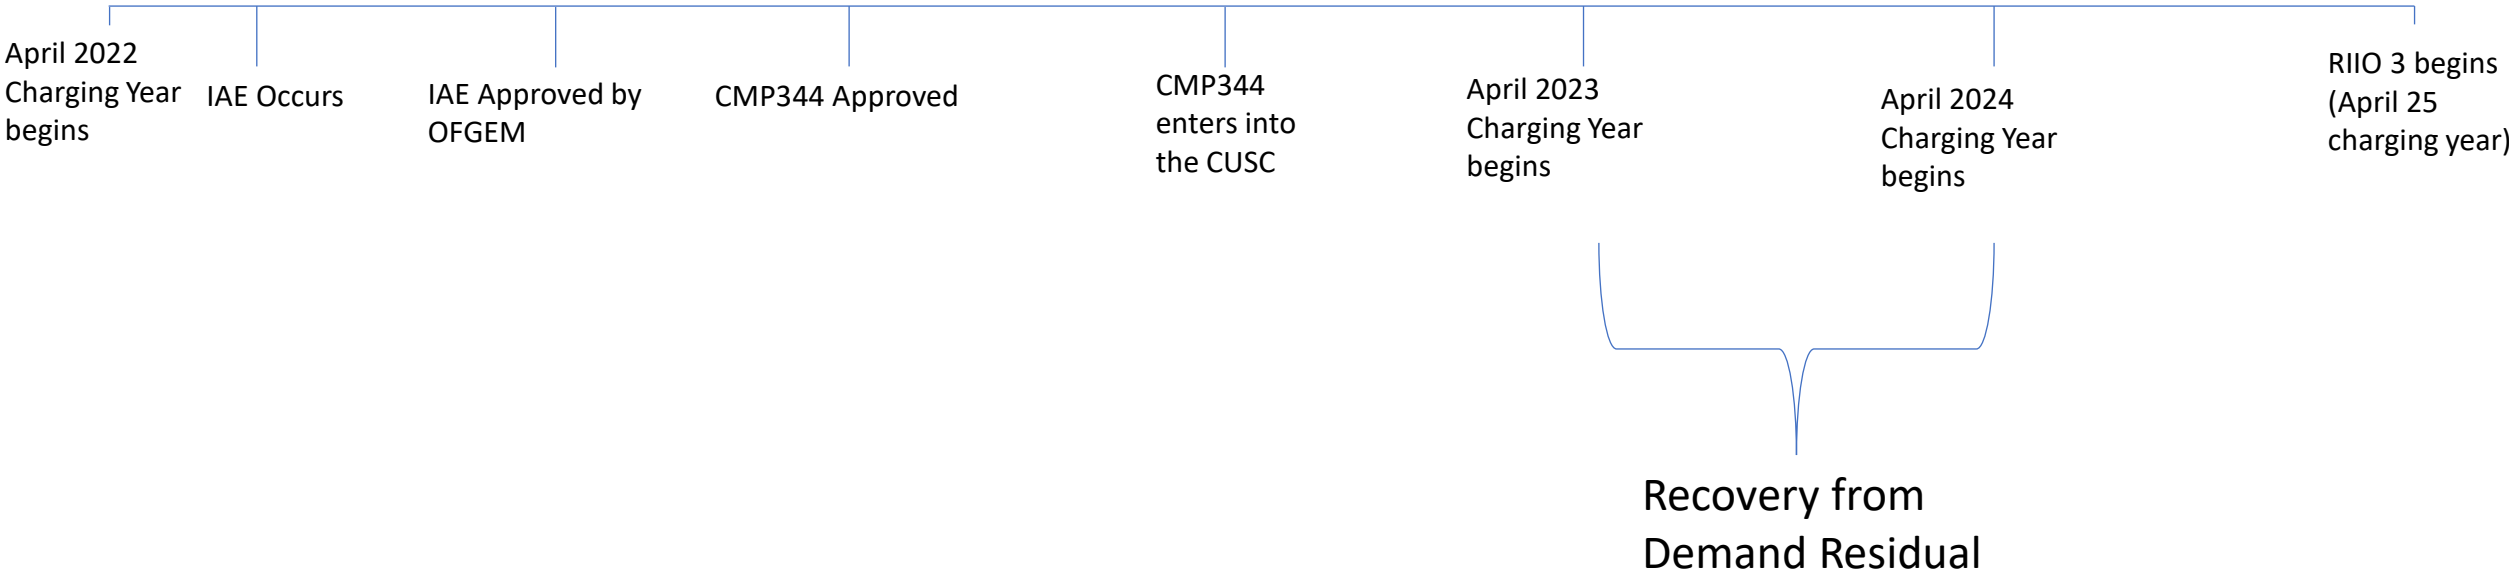 April 2022
Charging Year
begins
IAE Occurs
IAE Approved by
OFGEM
CMP344 Approved
CMP344
enters into
the CUSC
April 2023
Charging Year
begins
April 2024
Charging Year
begins
RIIO 3 begins
(April 25
charging year)
Recovery from
Demand Residual